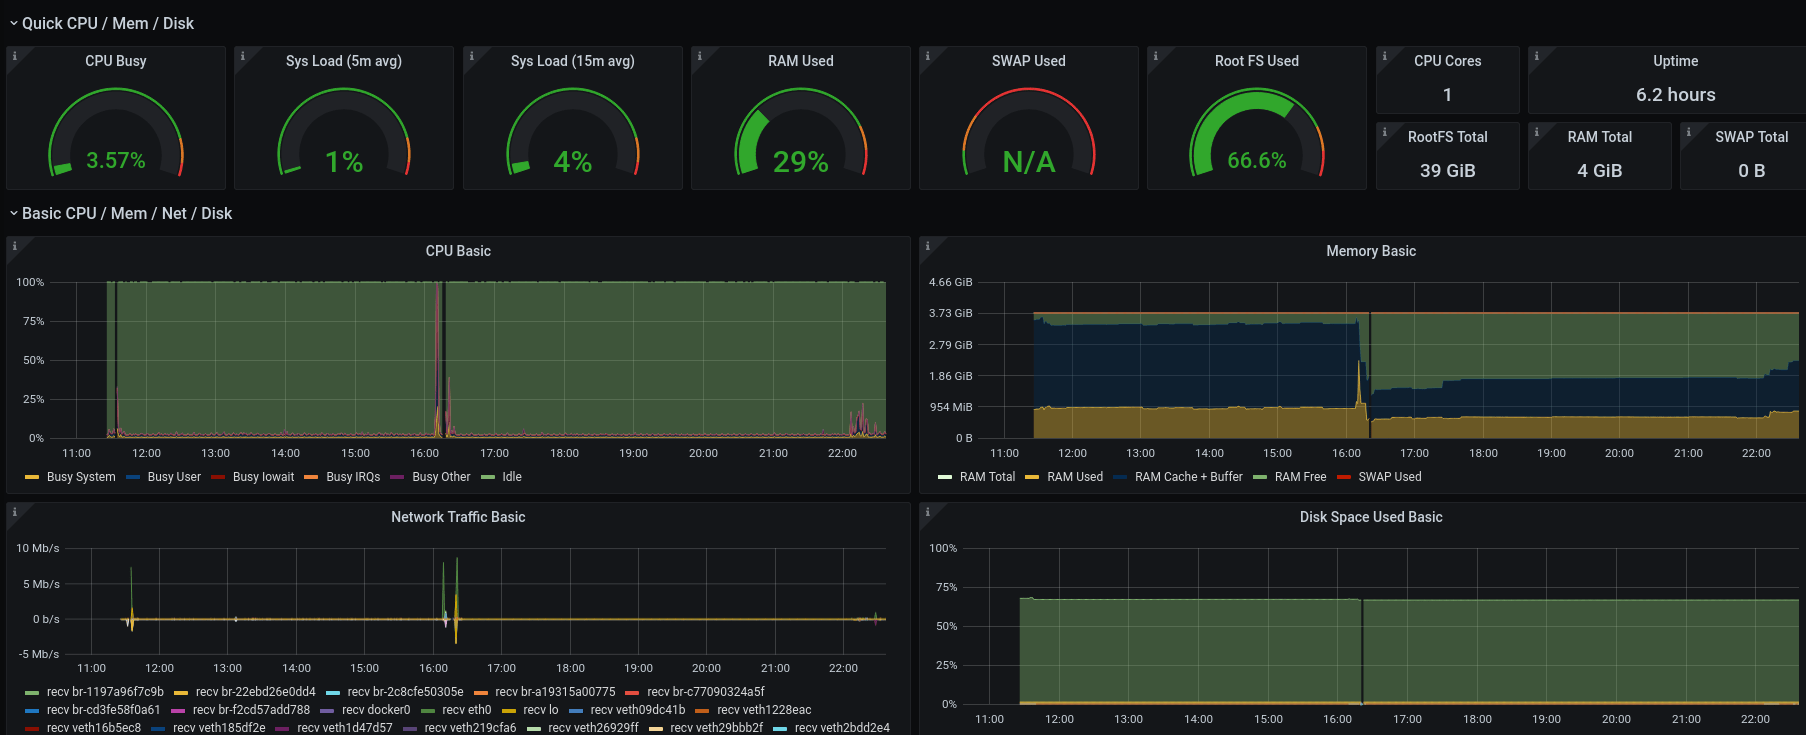 Quick CPU / Mem / Disk
CPU Busy
3.57%
Sys Load (5m avg)
1%
Sys Load (15m avg)
4%
RAM Used
29%
SWAP Used
N/A
Root FS Used
66.6%
CPU Cores
1
Uptime
6.2 hours
RootFS Total
39 GiB
RAM Total
4 GiB
SWAP Total
0 B
Basic CPU / Mem / Net / Disk
CPU Basic
100%
75%
50%
25%
0%
11:00 12:00 13:00 14:00 15:00 16:00 17:00 18:00 19:00 20:00 21:00 22:00
Busy System Busy User Busy Iowait Busy IRQs Busy Other Idle
Memory Basic
4.66 GiB
3.73 GiB
2.79 GiB
1.86 GiB
954 MiB
0 B
11:00 12:00 13:00 14:00 15:00 16:00 17:00 18:00 19:00 20:00 21:00 22:00
RAM Total RAM Used RAM Cache + Buffer RAM Free SWAP Used
Network Traffic Basic
10 Mb/s
5 Mb/s
0 b/s
-5 Mb/s
11:00 12:00 13:00 14:00 15:00 16:00 17:00 18:00 19:00 20:00 21:00 22:00
recv br-1197a96f7c9b recv br-22ebd26e0dd4 recv br-2c8cfe50305e recv br-a19315a00775 recv br-c77090324a5f
recv br-cd3fe58f0a61 recv br-f2cd57add788 recv docker0 recv eth0 recv lo recv veth09dc41b recv veth1228eac
recv veth16b5ec8 recv veth185df2e recv veth1d47d57 recv veth219cfa6 recv veth26929ff recv veth29bbb2f recv veth2bdd2e4
Disk Space Used Basic
100%
75%
50%
25%
0%
11:00 12:00 13:00 14:00 15:00 16:00 17:00 18:00 19:00 20:00 21:00 22:00